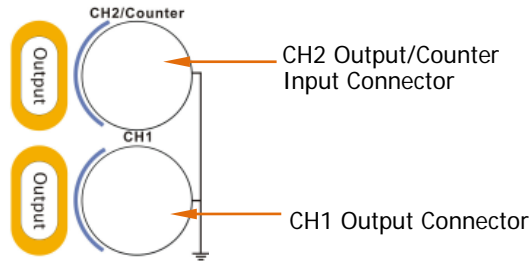 CH2/Counter
Output
CH2 Output/Counter
Input Connector
CH1
Output
CH1 Output Connector